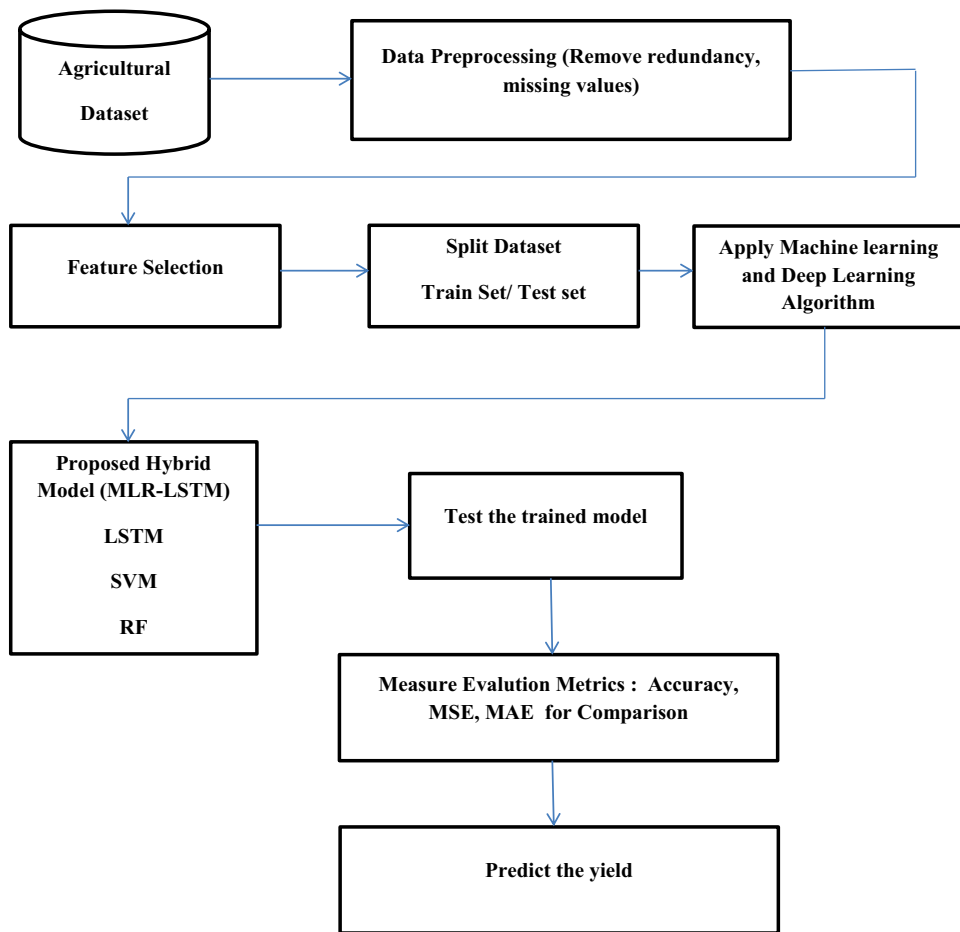 Agricultural
Dataset
Data Preprocessing (Remove redundancy,
missing values)
Feature Selection
Split Dataset
Train Set/ Test set
Apply Machine learning
and Deep Learning
Algorithm
Proposed Hybrid
Model (MLR-LSTM)
LSTM
SVM
RF
Test the trained model
Measure Evalution Metrics :  Accuracy,
MSE, MAE  for Comparison
Predict the yield